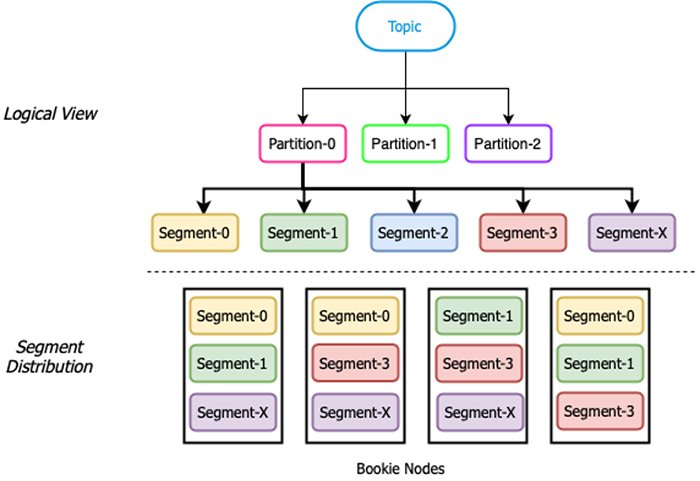 Topic
Logical View
Partition-0
Partition-1
Partition-2
Segment-0
Segment-1
Segment-2
Segment-3
Segment-X
Segment
Distribution
Segment-0
Segment-1
Segment-X
Segment-0
Segment-3
Segment-X
Segment-1
Segment-3
Segment-X
Segment-0
Segment-1
Segment-3
Bookie Nodes